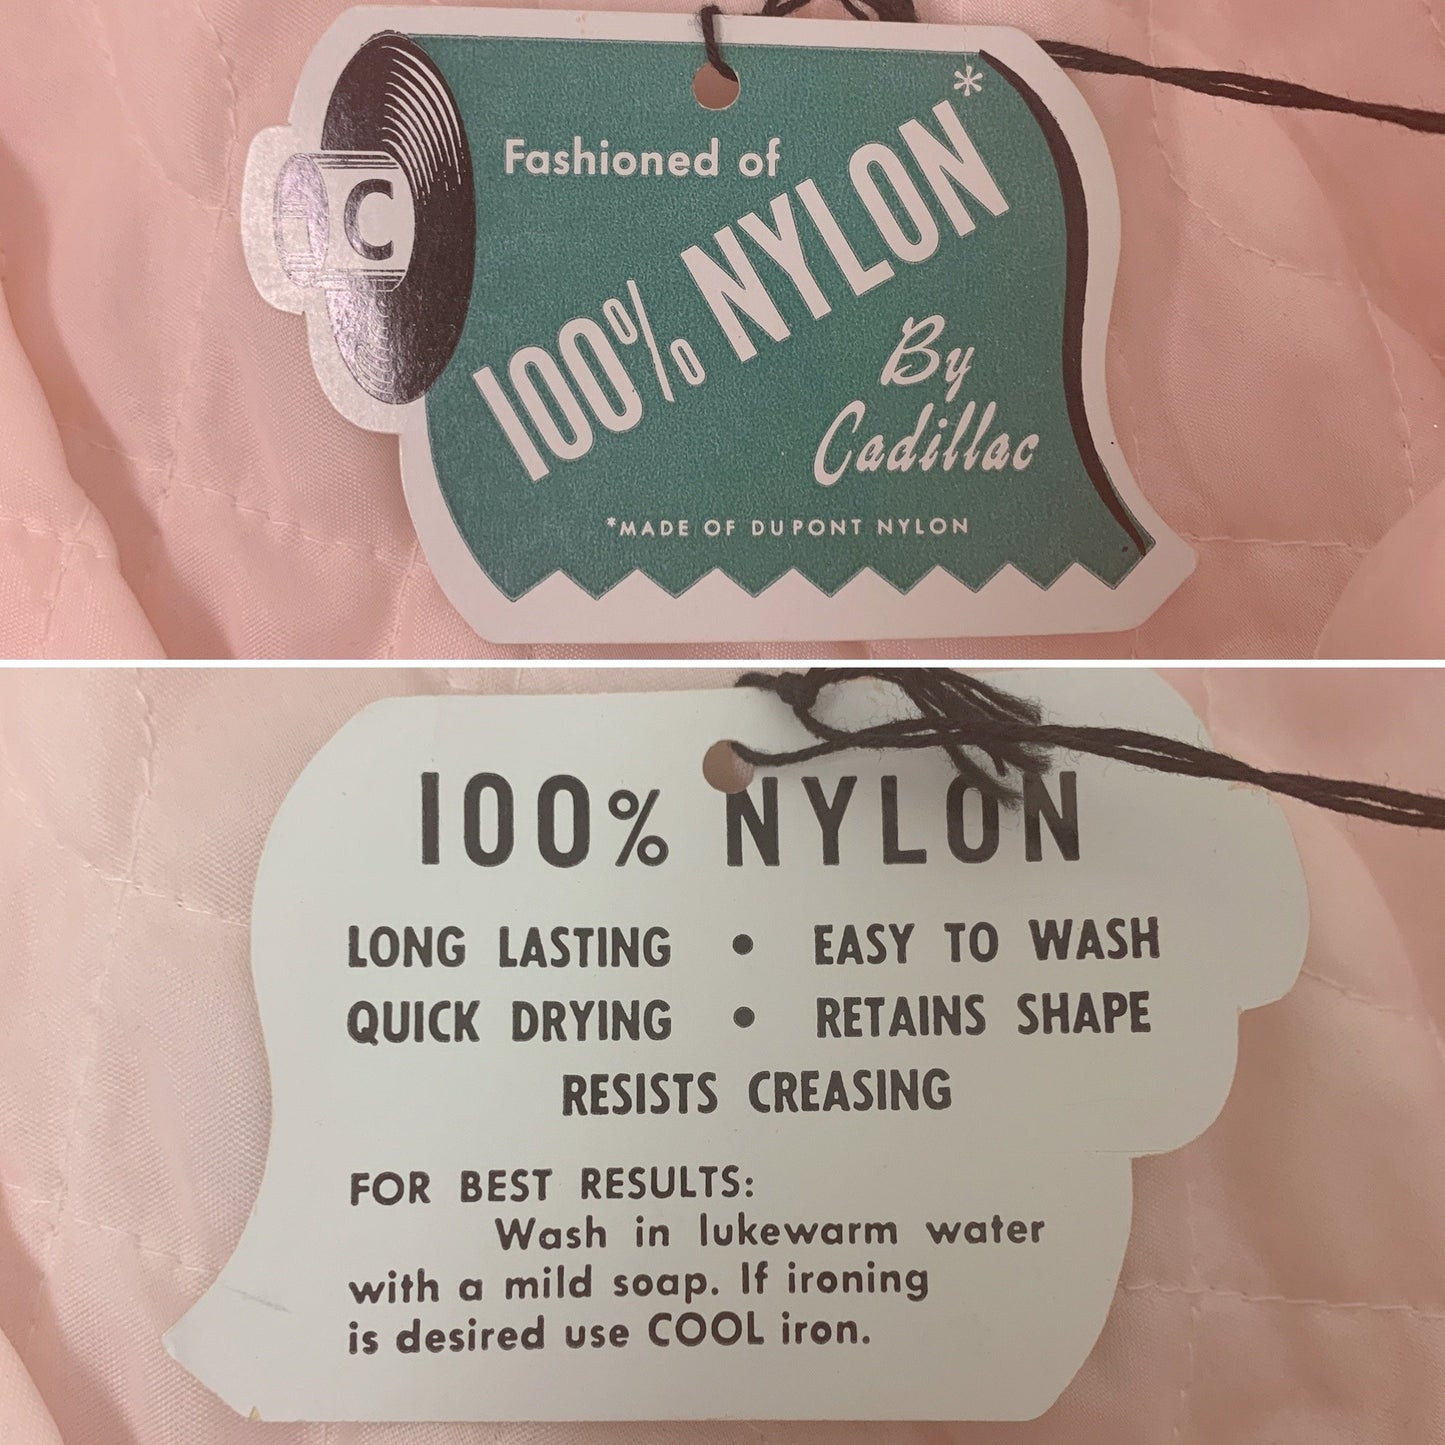 C
Fashioned of
100% NYLON*
By
Cadillac
*MADE OF DU PONT NYLON
100% NYLON
LONG LASTING • EASY TO WASH
QUICK DRYING • RETAINS SHAPE
RESISTS CREASING
FOR BEST RESULTS:
Wash in lukewarm water
with a mild soap. If ironing
is desired use COOL iron.